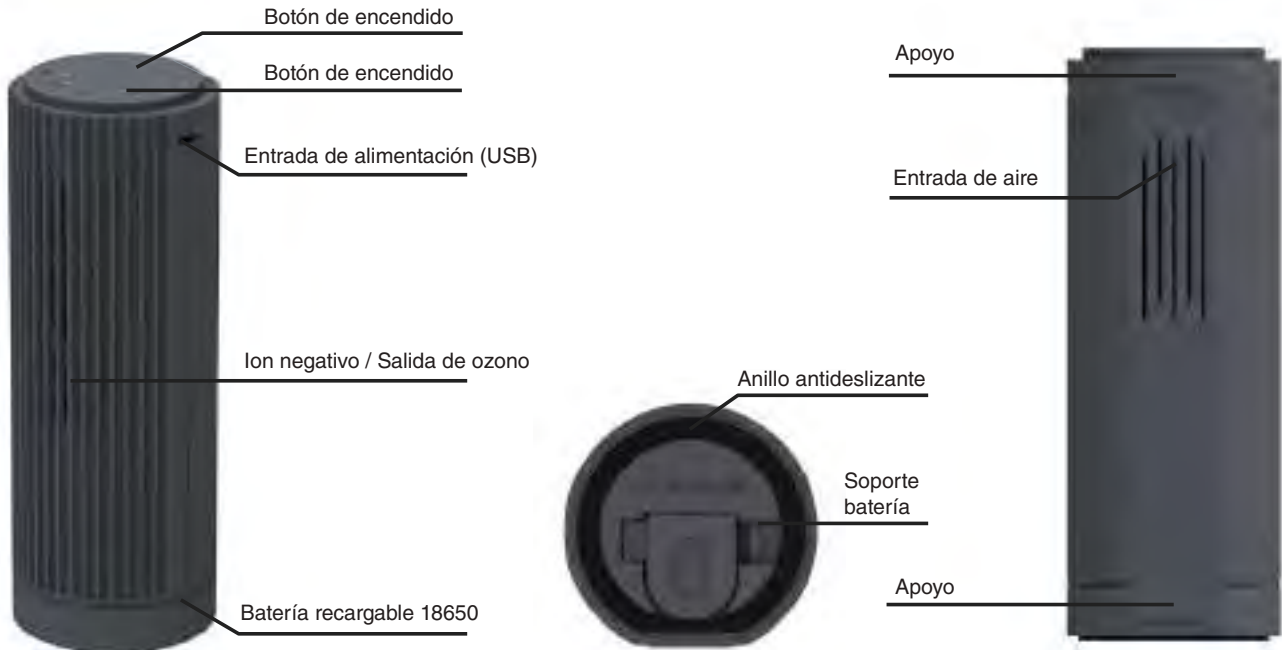 Botón de encendido
Botón de encendido
Entrada de alimentación (USB)
Ion negativo / Salida de ozono
Batería recargable 18650
Anillo antideslizante
Soporte
batería
Apoyo
Entrada de aire
Apoyo